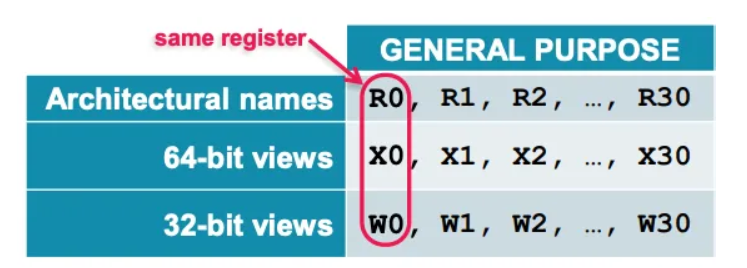 same register
GENERAL PURPOSE
Architectural names R0, R1, R2, …, R30
64-bit views X0, X1, X2, …, X30
32-bit views W0, W1, W2, …, W30